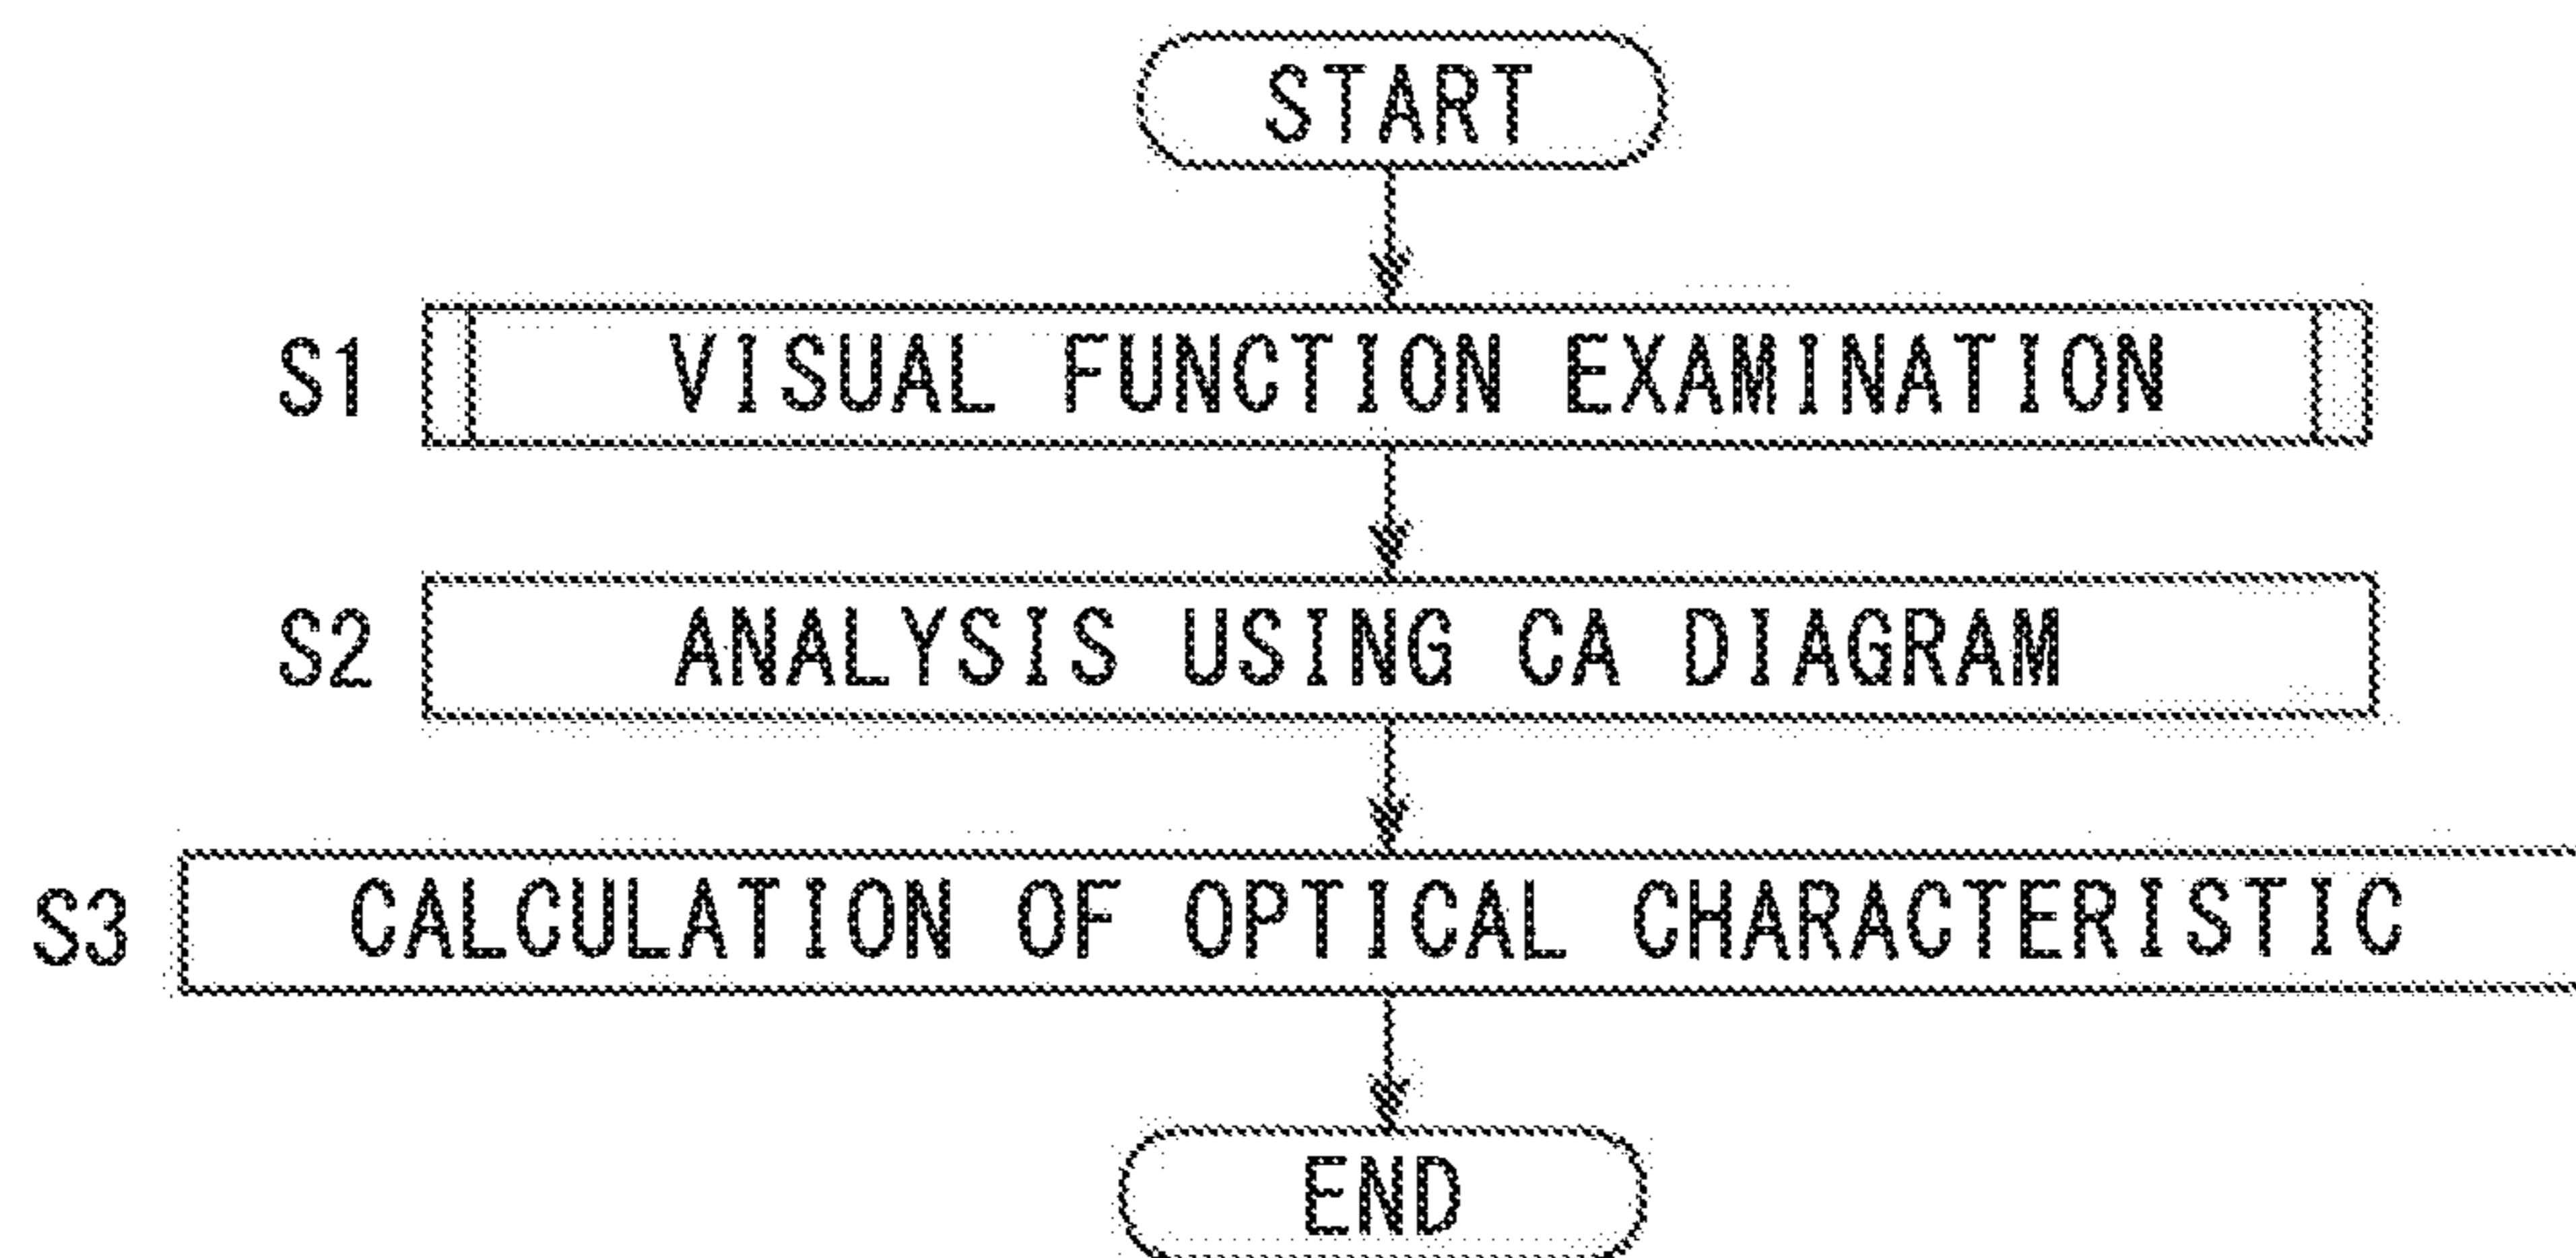 START
S1 VISUAL FUNCTION EXAMINATION
S2 ANALYSIS USING CA DIAGRAM
S3 CALCULATION OF OPTICAL CHARACTERISTIC
END